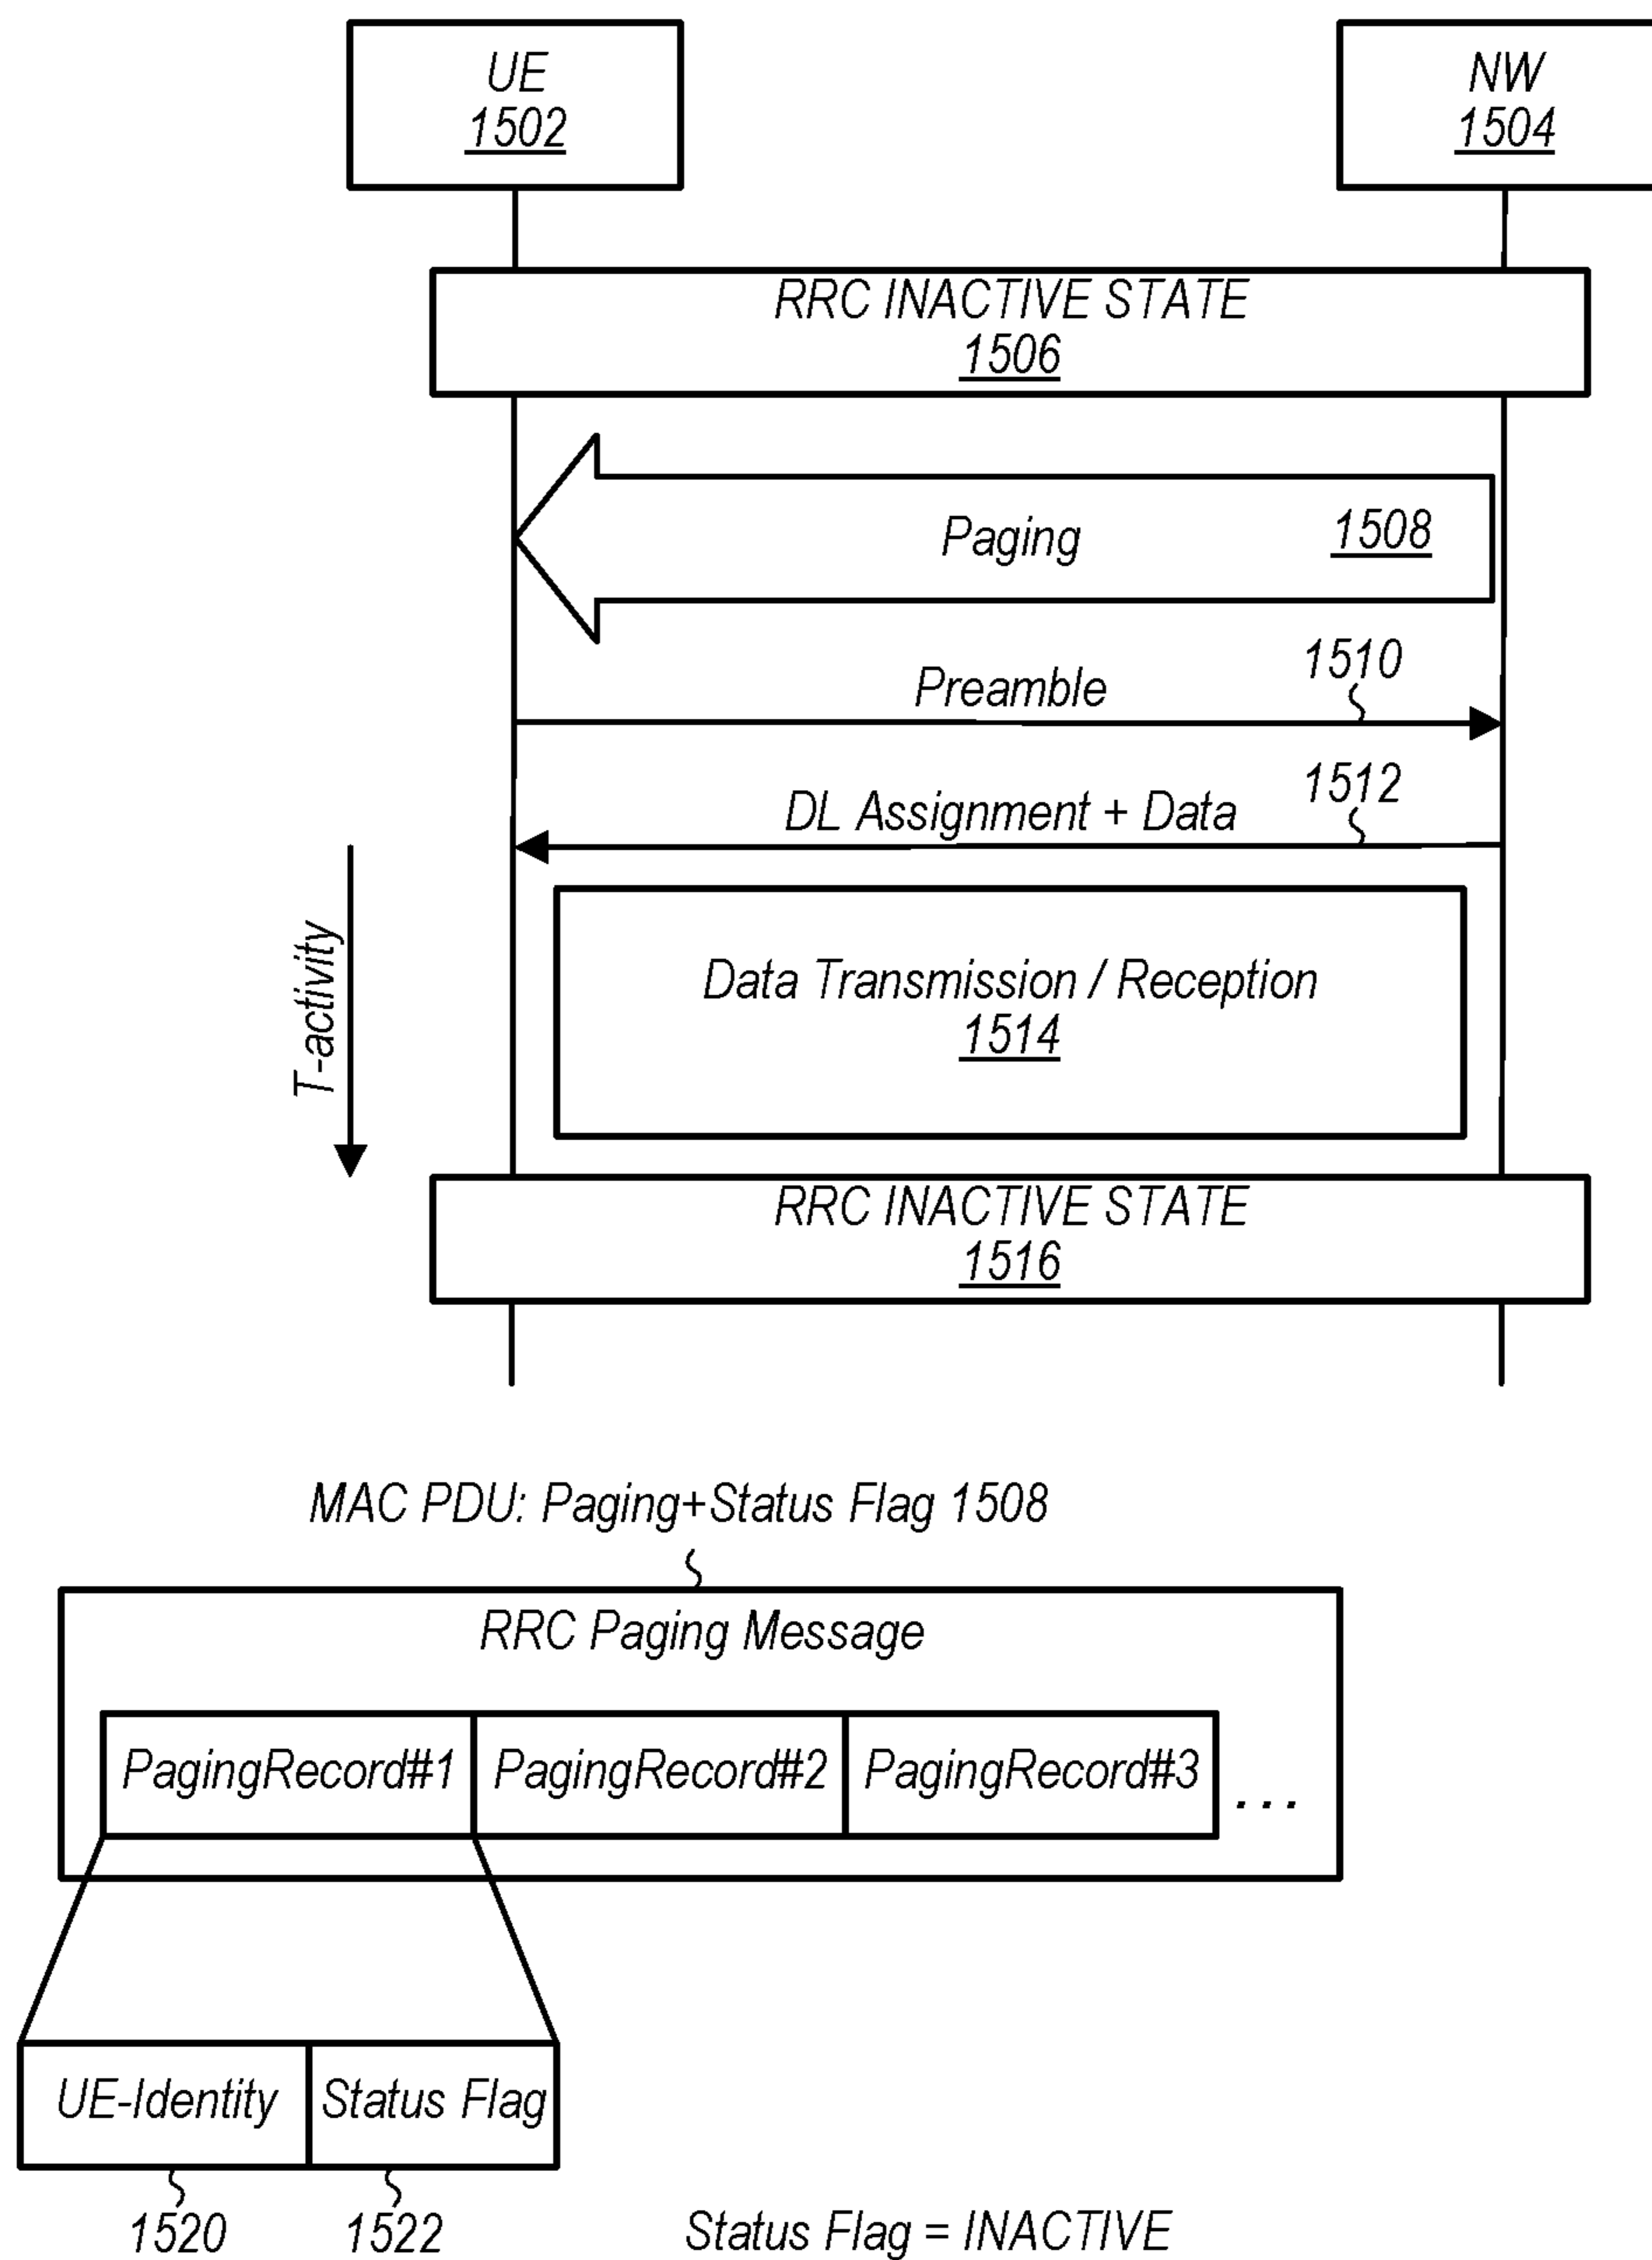 UE
1502
NW
1504
RRC INACTIVE STATE
1506
Paging
1508
Preamble
1510
DL Assignment + Data
1512
T-activity
Data Transmission / Reception
1514
RRC INACTIVE STATE
1516
MAC PDU: Paging+Status Flag 1508
RRC Paging Message
PagingRecord#1
PagingRecord#2
PagingRecord#3
...
UE-Identity
Status Flag
1520
1522
Status Flag = INACTIVE